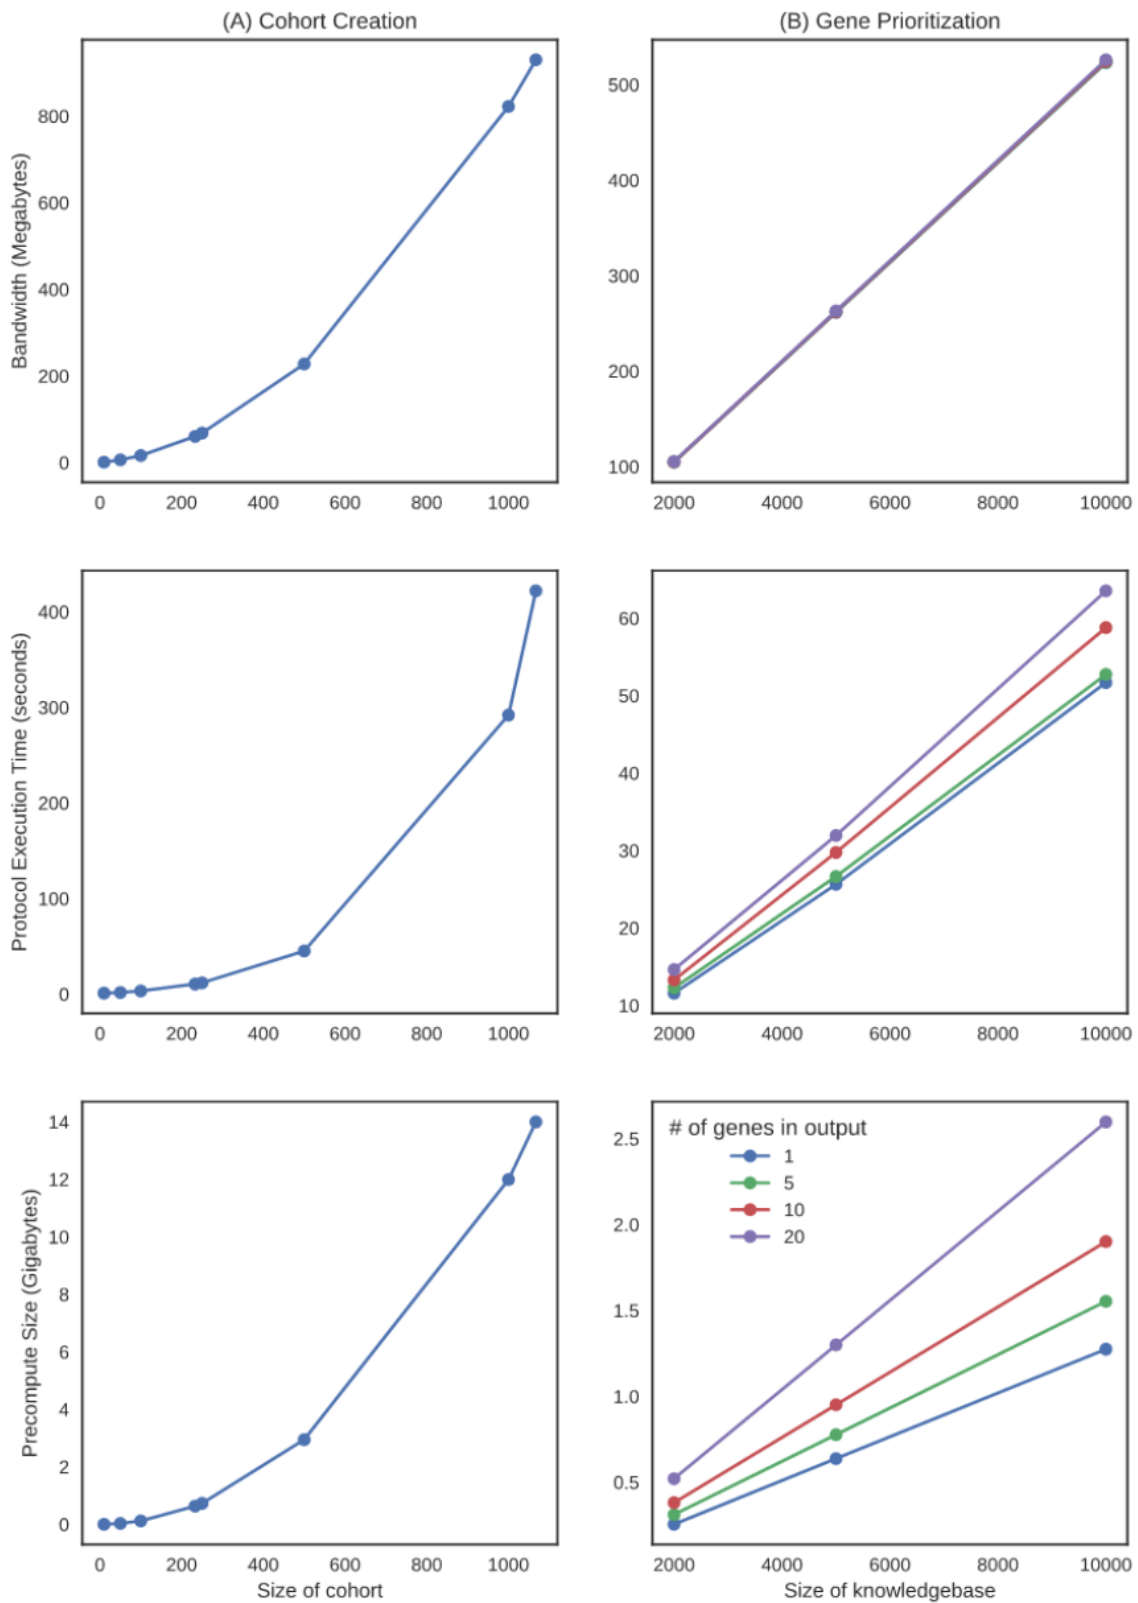 (A) Cohort Creation
Bandwidth (Megabytes)
800
600
400
200
0
0 200 400 600 800 1000
(B) Gene Prioritization
500
400
300
200
100
2000 4000 6000 8000 10000
Protocol Execution Time (seconds)
400
300
200
100
0
0 200 400 600 800 1000
60
50
40
30
20
10
2000 4000 6000 8000 10000
Precompute Size (Gigabytes)
14
12
10
8
6
4
2
0
0 200 400 600 800 1000
Size of cohort
# of genes in output
1
5
10
20
2.5
2.0
1.5
1.0
0.5
2000 4000 6000 8000 10000
Size of knowledgebase